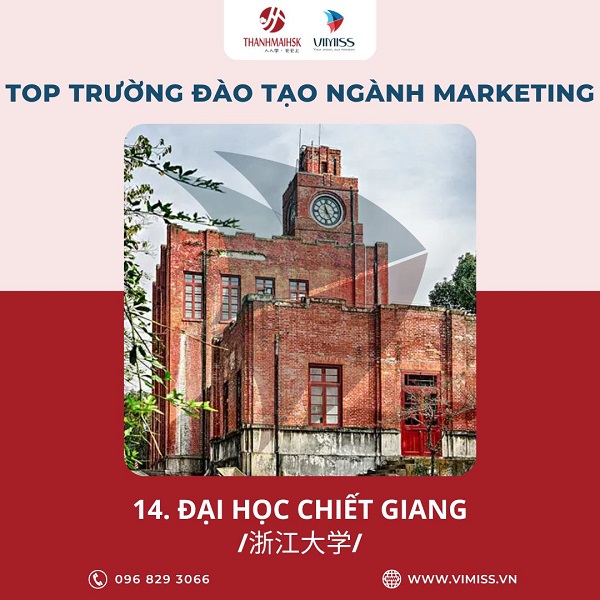 THANHMAIHSK
VIMISS
TOP TRƯỜNG ĐÀO TẠO NGÀNH MARKETING
14. ĐẠI HỌC CHIẾT GIANG
/浙江大学/
096 829 3066
WWW.VIMISS.VN